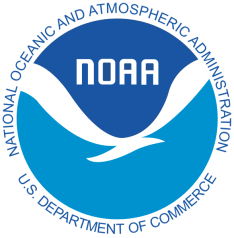 NATIONAL OCEANIC AND ATMOSPHERIC ADMINISTRATION
NOAA
U.S. DEPARTMENT OF COMMERCE